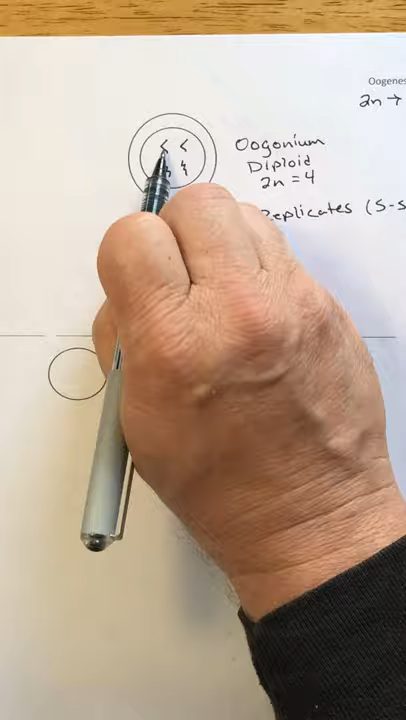 Oogenes
2n →
Oogonium
Diploid
2n = 4
Replicates (S-s